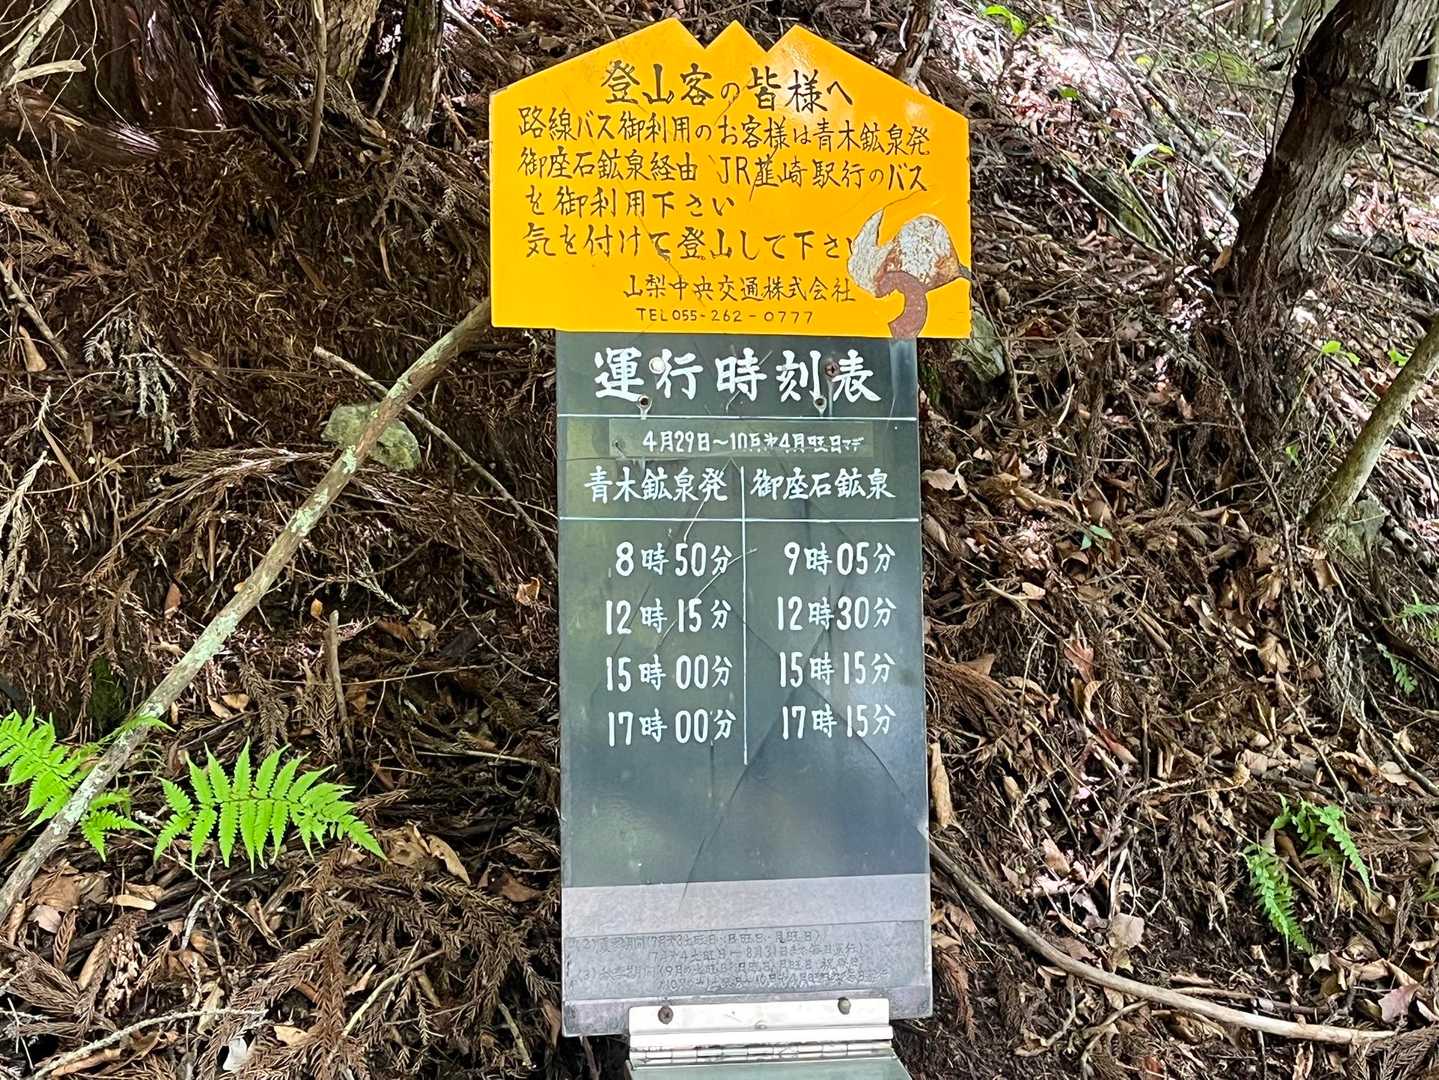 登山客の皆様へ
路線バス御利用のお客様は青木鉱泉発
御座石鉱泉経由 JR韮崎駅行のバス
を御利用下さい
気を付けて登山して下さい
山梨中央交通株式会社
TEL055-262-0777
運行時刻表
4月29日～10月第4月曜日マデ
青木鉱泉発 御座石鉱泉
8時50分 9時05分
12時15分 12時30分
15時00分 15時15分
17時00分 17時15分